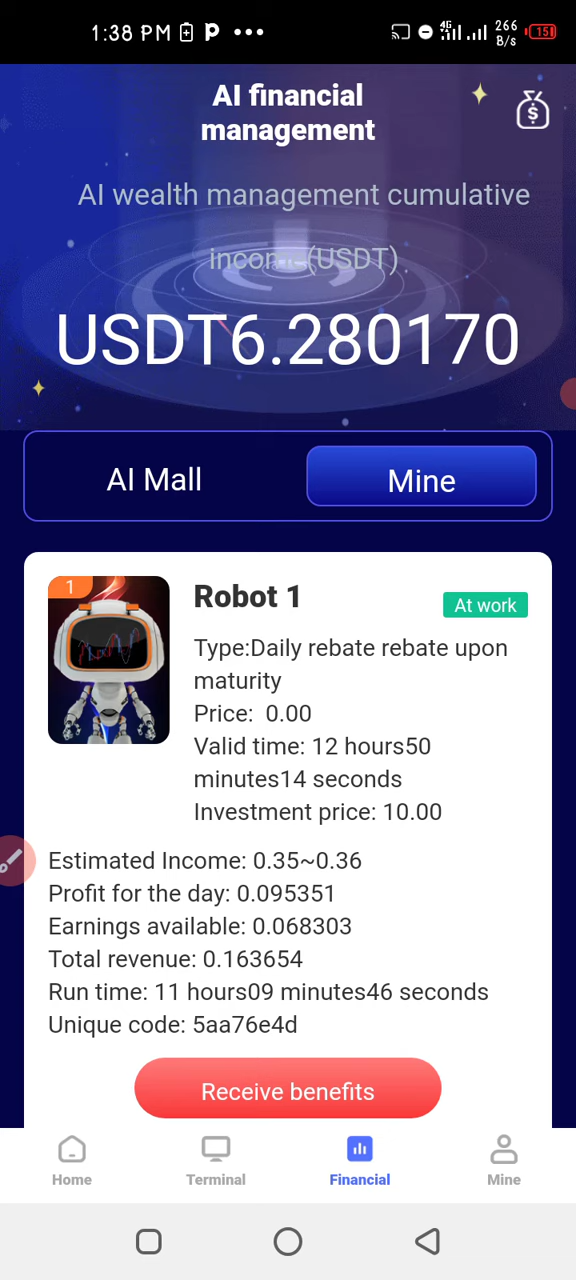 1:38 PM
4G
266
B/s
15
AI financial
management
AI wealth management cumulative
income(USDT)
USDT6.280170
AI Mall
Mine
1
Robot 1
At work
Type:Daily rebate rebate upon
maturity
Price: 0.00
Valid time: 12 hours50
minutes14 seconds
Investment price: 10.00
Estimated Income: 0.35~0.36
Profit for the day: 0.095351
Earnings available: 0.068303
Total revenue: 0.163654
Run time: 11 hours09 minutes46 seconds
Unique code: 5aa76e4d
Receive benefits
Home
Terminal
Financial
Mine